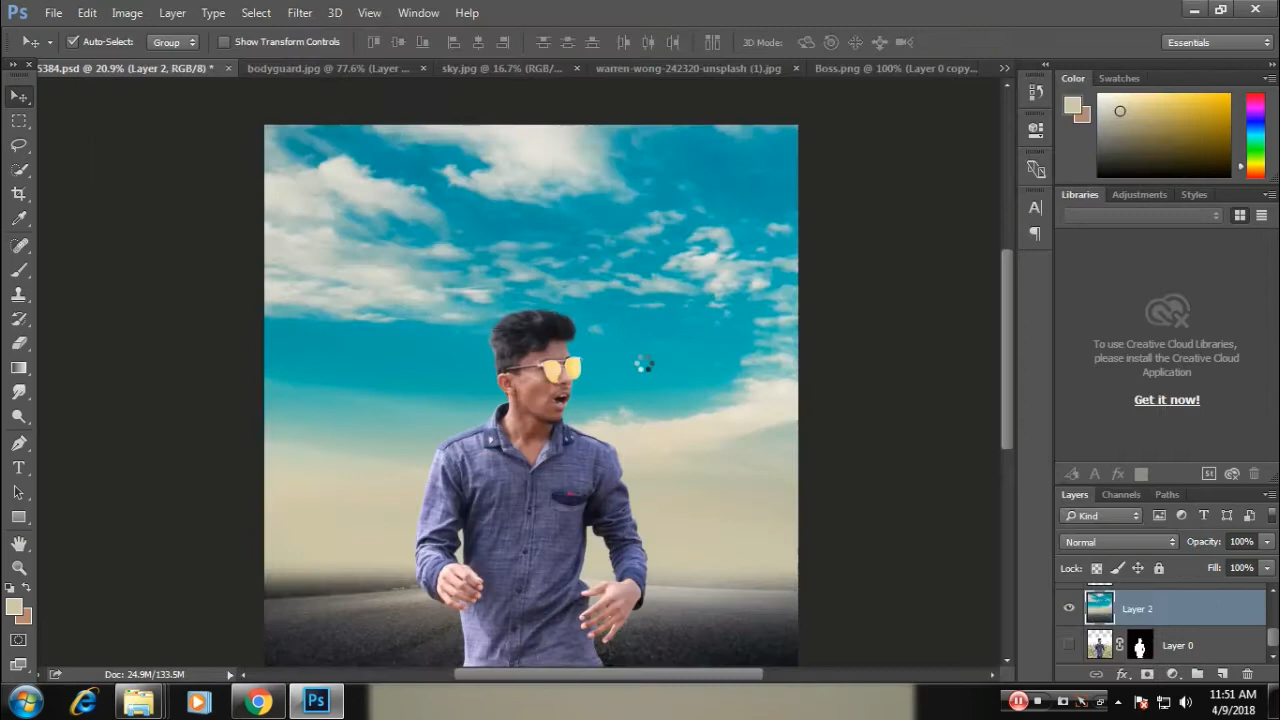 Ps File Edit Image Layer Type Select Filter 3D View Window Help
Auto-Select: Group Show Transform Controls 3D Mode: Essentials
5384.psd @ 20.9% (Layer 2, RGB/8) * × bodyguard.jpg @ 77.6% (Layer ... × sky.jpg @ 16.7% (RGB/... × warren-wong-242320-unsplash (1).jpg × Boss.png @ 100% (Layer 0 copy...
Color Swatches
Libraries Adjustments Styles
To use Creative Cloud Libraries,
please install the Creative Cloud
Application
Get it now!
Layers Channels Paths
Kind
Normal Opacity: 100%
Lock: Fill: 100%
Layer 2
Layer 0
Doc: 24.9M/133.5M
Ps
11:51 AM
4/9/2018